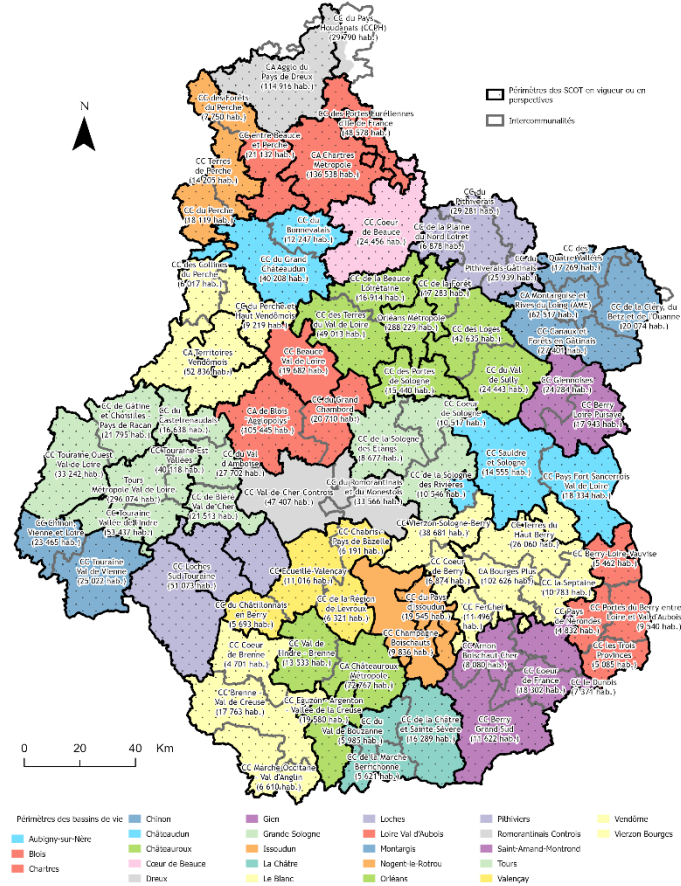 CC du Pays
Houdanais (CCPH)
(29 790 hab.)
CA Agglo du
Pays de Dreux
(114 916 hab.)
Périmètres des SCOT en vigueur ou en
perspectives
Intercommunalités
N
CC des Forêts
du Perche
(7 750 hab.)
CC des Portes Euréliennes
d'Île de France
(48 578 hab.)
CC entre Beauce
et Perche
(21 132 hab.)
CA Chartres
Métropole
(136 538 hab.)
CC Terres
de Perche
(14 205 hab.)
CC du Perche
(18 119 hab.)
CC du
Bonnevalais
(12 247 hab.)
CC Coeur
de Beauce
(24 456 hab.)
CC du
Pithiverais
(29 281 hab.)
CC de la Plaine
du Nord Loiret
(6 878 hab.)
CC du
Pithiverais-Gâtinais
(25 939 hab.)
CC des
Quatre Vallées
(17 269 hab.)
CC du Grand
Châteaudun
(40 208 hab.)
CC des Collines
du Perche
(6 017 hab.)
CC de la Beauce
Loirétaine
(16 914 hab.)
CC de la Forêt
(17 283 hab.)
CA Montargoise et
Rives du Loing (AME)
(62 517 hab.)
CC de la Cléry, du
Betz et de l'Ouanne
(20 074 hab.)
CC du Perche et
Haut Vendômois
(9 219 hab.)
CC des Terres
du Val de Loire
(49 013 hab.)
Orléans Métropole
(288 229 hab.)
CC des Loges
(42 635 hab.)
CC Canaux et
Forêts en Gâtinais
(27 401 hab.)
CA Territoires
Vendômois
(52 836 hab.)
CC Beauce
Val de Loire
(19 682 hab.)
CC des Portes
de Sologne
(15 440 hab.)
CC du Val
de Sully
(24 443 hab.)
CC Giennoises
(24 284 hab.)
CC Berry
Loire Puisaye
(17 943 hab.)
CC de Gâtine
et Choisilles
Pays de Racan
(21 795 hab.)
CC du
Castelrenaudais
(16 638 hab.)
CA de Blois
Agglopolys
(105 445 hab.)
CC du Grand
Chambord
(20 710 hab.)
CC Coeur
de Sologne
(10 517 hab.)
CC de la Sologne
des Étangs
(8 677 hab.)
CC Sauldre
et Sologne
(14 555 hab.)
CC Touraine Ouest
Val de Loire
(33 242 hab.)
CC Touraine-Est
Vallées
(40 118 hab.)
CC du Val
d'Amboise
(27 702 hab.)
CC de la Sologne
des Rivières
(10 546 hab.)
CC Pays Fort Sancerrois
Val de Loire
(18 334 hab.)
Tours
Métropole Val de Loire
(296 074 hab.)
CC de Bléré
Val de Cher
(21 513 hab.)
CC Val de Cher Controis
(47 407 hab.)
CC du Romorantinais
et du Monestois
(33 566 hab.)
CC Touraine
Vallée de l'Indre
(53 437 hab.)
CC Chinon,
Vienne et Loire
(23 465 hab.)
CC Touraine
Val de Vienne
(25 022 hab.)
CC Loches
Sud Touraine
(51 073 hab.)
CC Chabris-
Pays de Bazelle
(6 191 hab.)
CC Vierzon-Sologne-Berry
(38 681 hab.)
CC Terres du
Haut Berry
(26 060 hab.)
CC Berry-Loire-Vauvise
(5 462 hab.)
CC Ecueillé-Valençay
(11 016 hab.)
CC Coeur
de Berry
(6 874 hab.)
CA Bourges Plus
(102 626 hab.)
CC la Septaine
(10 783 hab.)
CC du Châtillonnais
en Berry
(5 693 hab.)
CC de la Région
de Levroux
(6 321 hab.)
CC du Pays
d'Issoudun
(19 545 hab.)
CC FerCher
(11 496
hab.)
CC Pays
de Nérondes
(4 832 hab.)
CC Portes du Berry entre
Loire et Val d'Aubois
(9 540 hab.)
CC Champagne
Boischauts
(9 836 hab.)
CC Coeur
de Brenne
(4 701 hab.)
CC Val de
l'Indre - Brenne
(13 533 hab.)
CC Arnon
Boischaut Cher
(8 080 hab.)
CC les Trois
Provinces
(5 085 hab.)
CA Châteauroux
Métropole
(72 767 hab.)
CC Coeur
de France
(18 302 hab.)
CC le Dunois
(7 374 hab.)
CC Brenne
Val de Creuse
(17 763 hab.)
CC Eguzon - Argenton
Vallée de la Creuse
(19 580 hab.)
CC du
Val de Bouzanne
(5 985 hab.)
CC de la Châtre
et Sainte-Sévère
(16 289 hab.)
CC Berry
Grand Sud
(11 622 hab.)
CC Marche Occitane
Val d'Anglin
(6 610 hab.)
CC de la Marche
Berrichonne
(5 621 hab.)
0 20 40 Km
Périmètres des bassins de vie
Aubigny-sur-Nère
Blois
Chartres
Chinon
Châteaudun
Châteauroux
Cœur de Beauce
Dreux
Gien
Grande Sologne
Issoudun
La Châtre
Le Blanc
Loches
Loire Val d'Aubois
Montargis
Nogent-le-Rotrou
Orléans
Pithiviers
Romorantinais Controis
Saint-Amand-Montrond
Tours
Valençay
Vendôme
Vierzon Bourges